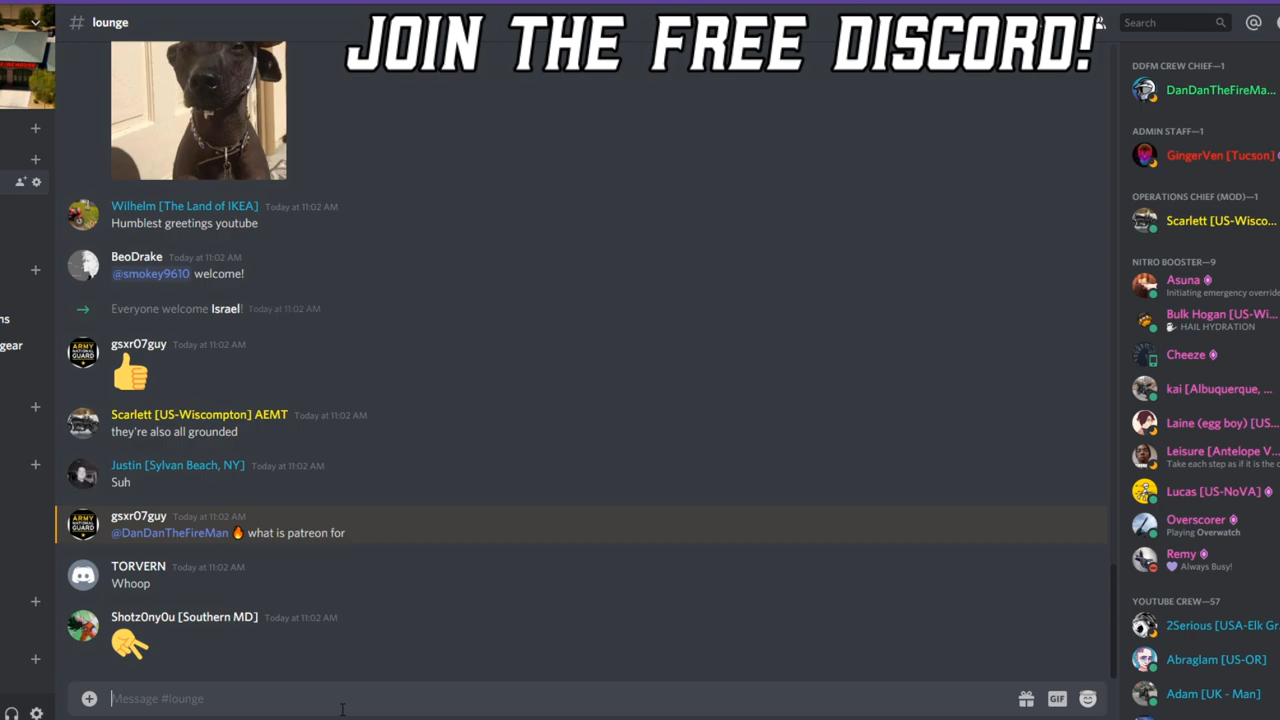 JOIN THE FREE DISCORD!
# lounge
Search
Wilhelm [The Land of IKEA] Today at 11:02 AM
Humblest greetings youtube
BeoDrake Today at 11:02 AM
@smokey9610 welcome!
Everyone welcome Israel! Today at 11:02 AM
gsxr07guy Today at 11:02 AM
👍
Scarlett [US-Wiscompton] AEMT Today at 11:02 AM
they're also all grounded
Justin [Sylvan Beach, NY] Today at 11:02 AM
Suh
gsxr07guy Today at 11:02 AM
@DanDanTheFireMan 🔥 what is patreon for
TORVERN Today at 11:02 AM
Whoop
Shotz0ny0u [Southern MD] Today at 11:02 AM
Message #lounge
GIF
ns
gear
ARMY
NATIONAL
GUARD
DDFM CREW CHIEF—1
DanDanTheFireMa...
ADMIN STAFF—1
GingerVen [Tucson]
OPERATIONS CHIEF (MOD)—1
Scarlett [US-Wisco...
NITRO BOOSTER—9
Asuna
Initiating emergency override
Bulk Hogan [US-Wi...
HAIL HYDRATION
Cheeze
kai [Albuquerque, ...
Laine (egg boy) [US...
Leisure [Antelope V...
Take each step as if it is the
Lucas [US-NoVA]
Overscorer
Playing Overwatch
Remy
💜 Always Busy!
YOUTUBE CREW—57
2Serious [USA-Elk Gr
Abraglam [US-OR]
Adam [UK - Man]